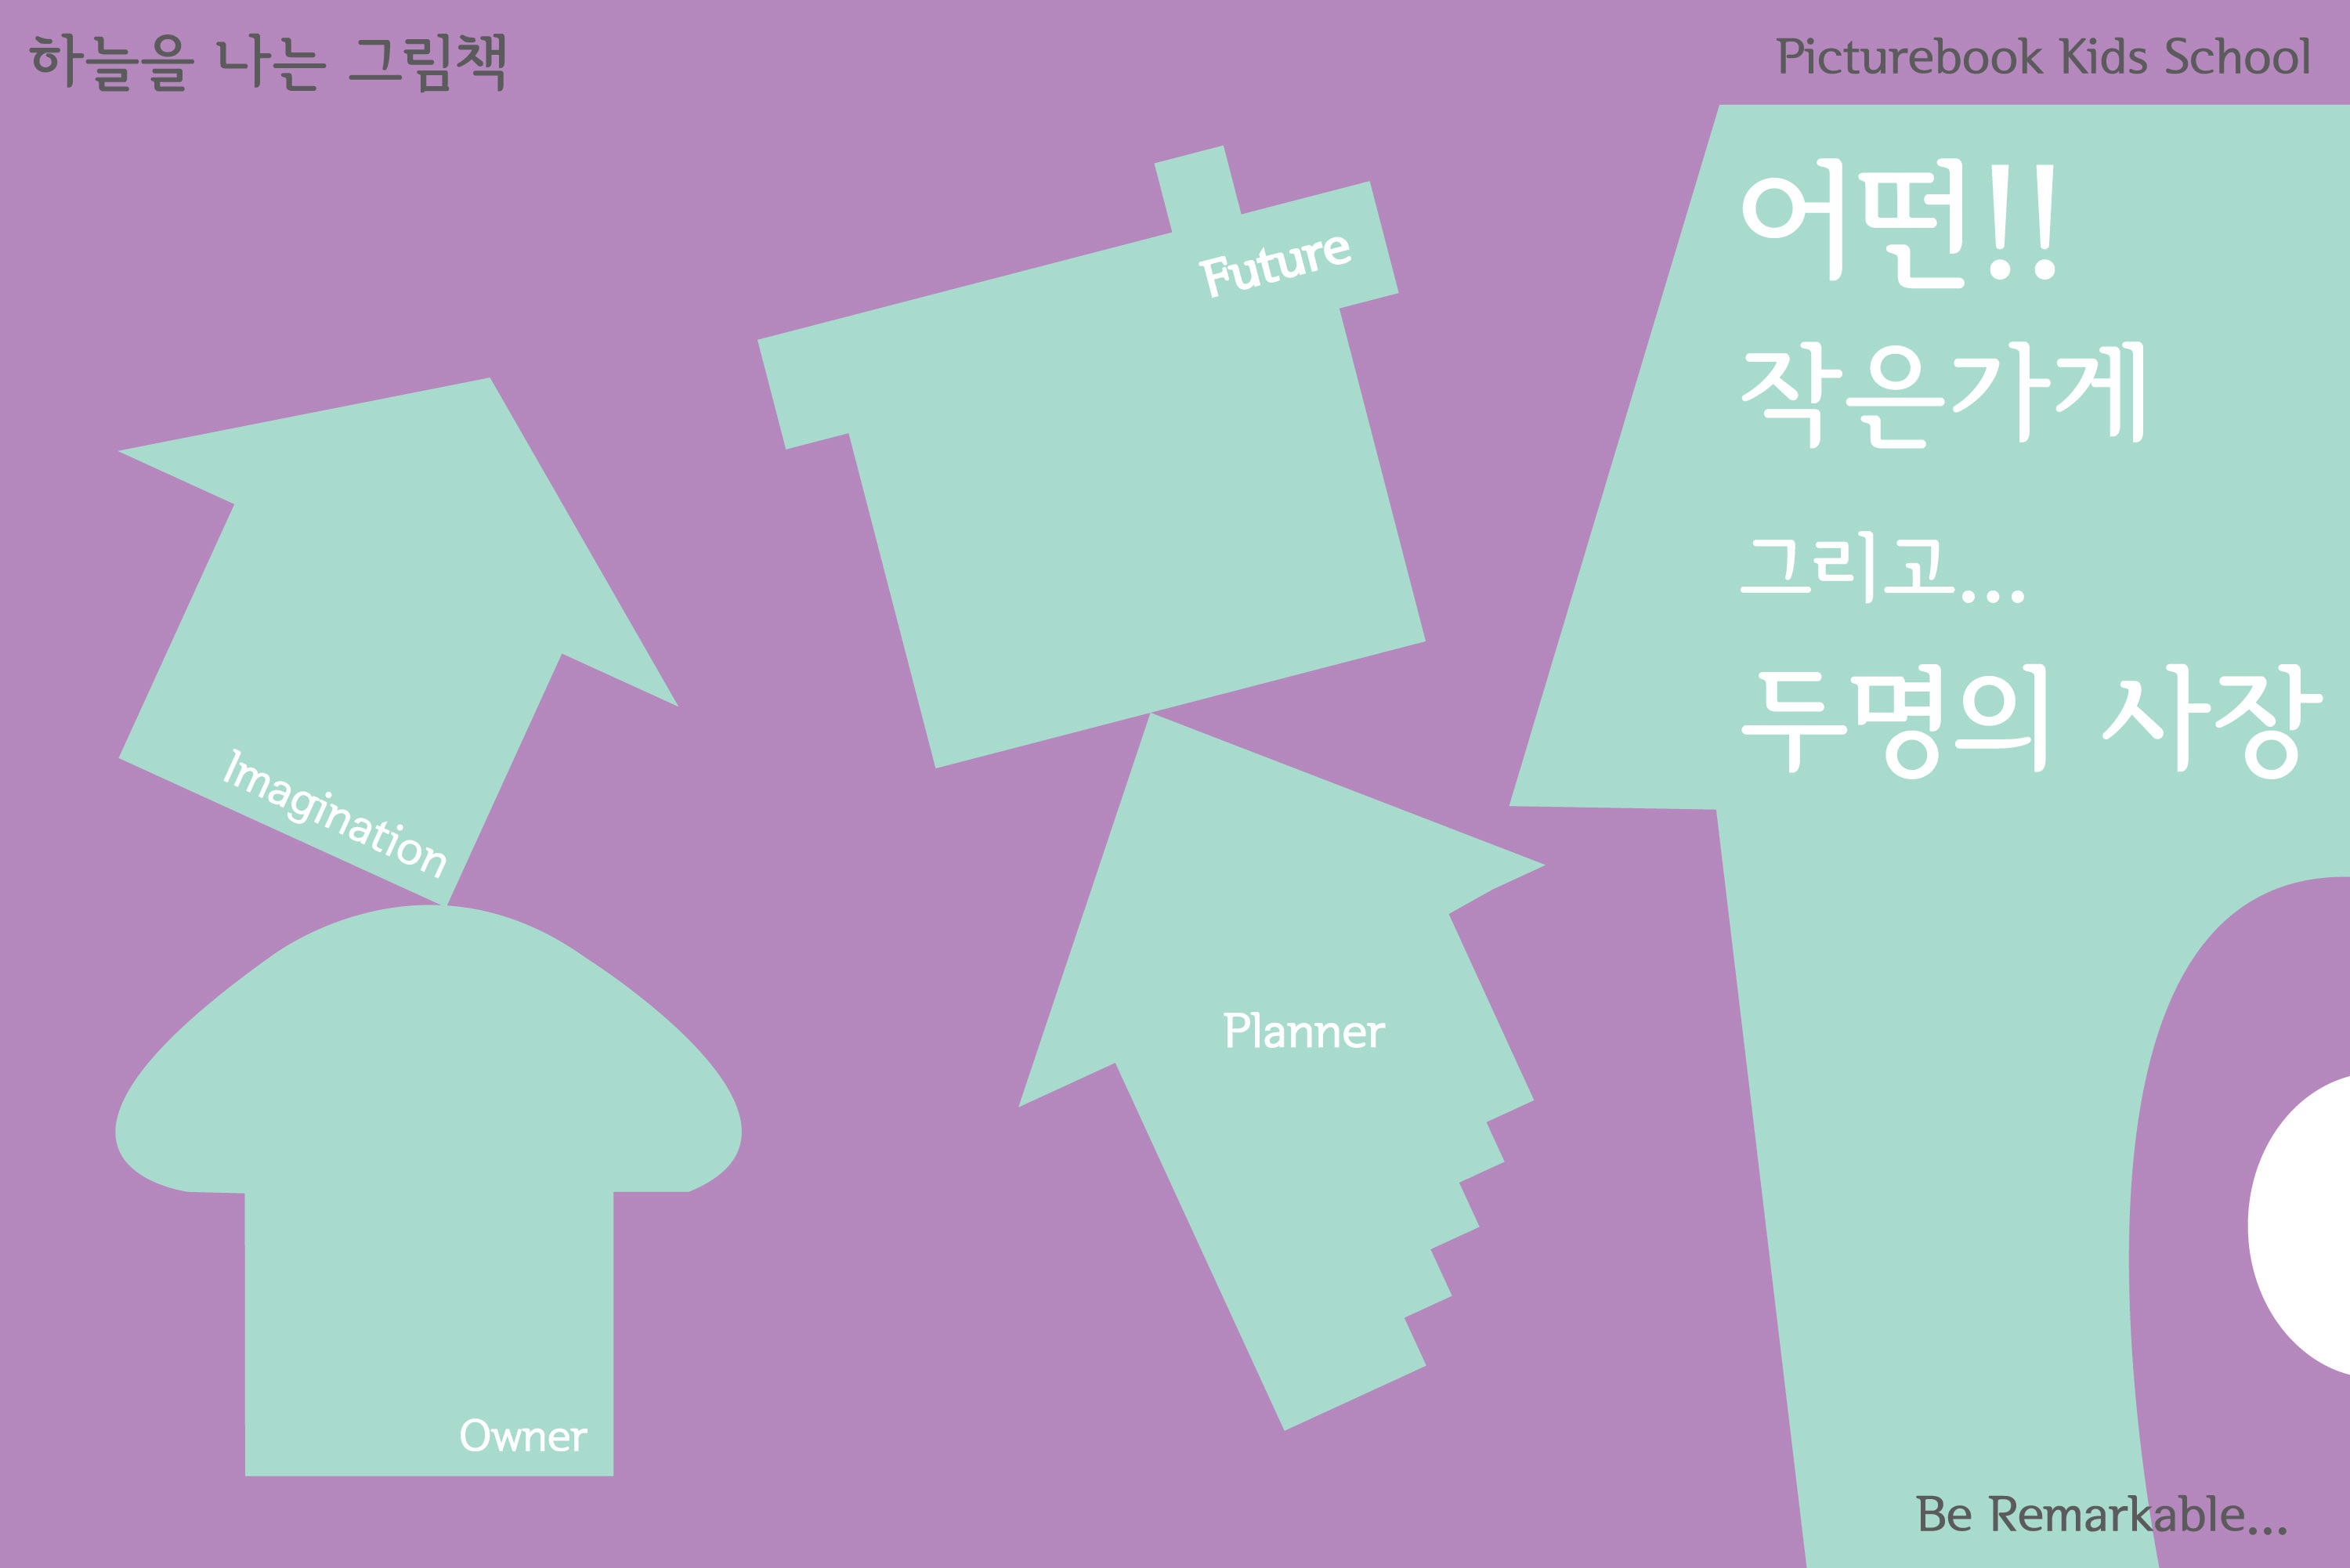 하늘을 나는 그림책
Picturebook Kids School
어떤!!
작은가게
그리고...
두명의 사장
Future
Imagination
Planner
Owner
Be Remarkable...